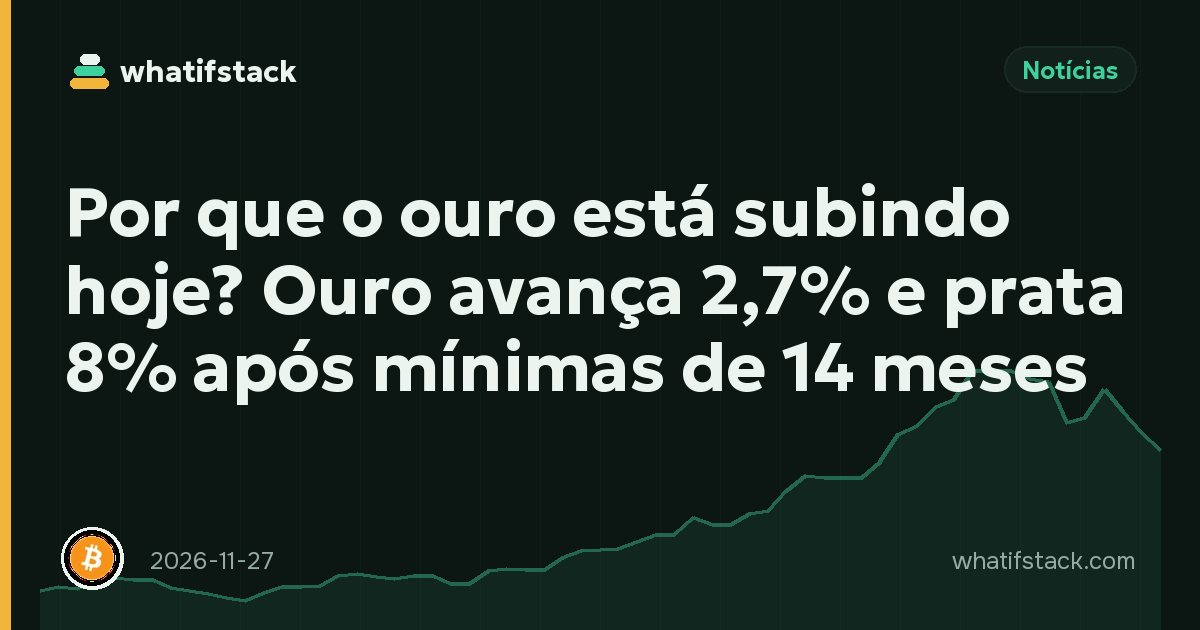 whatifstack
Notícias
Por que o ouro está subindo
hoje? Ouro avança 2,7% e prata
8% após mínimas de 14 meses
2026-11-27
whatifstack.com